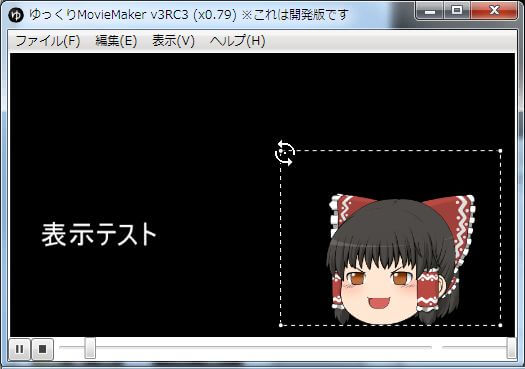 ゆっくりMovieMaker v3RC3 (x0.79) ※これは開発版です
ファイル(F) 編集(E) 表示(V) ヘルプ(H)
表示テスト